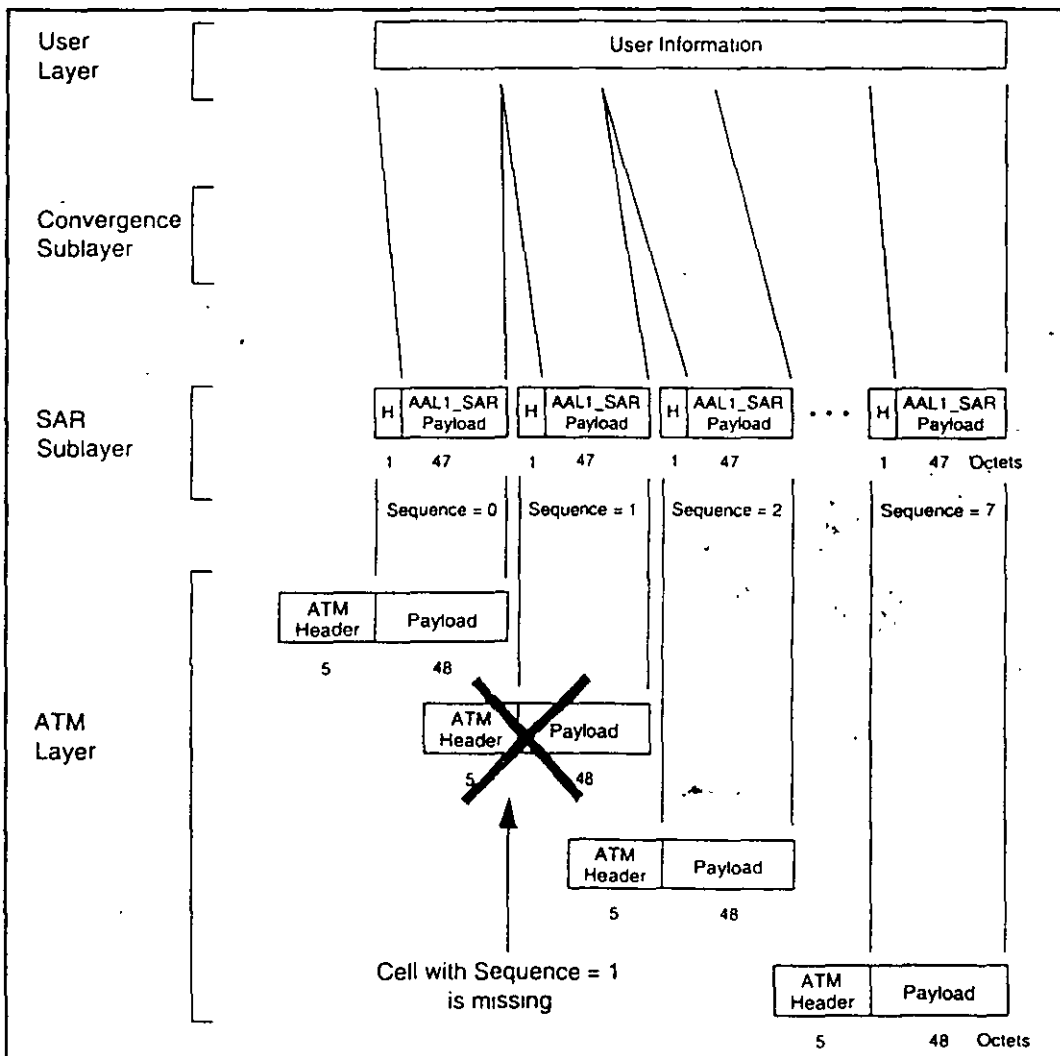 User
Layer
User Information
Convergence
Sublayer
SAR
Sublayer
H AAL1_SAR Payload H AAL1_SAR Payload H AAL1_SAR Payload • • • H AAL1_SAR Payload
1 47 1 47 1 47 1 47 Octets
Sequence = 0 Sequence = 1 Sequence = 2 Sequence = 7
ATM
Layer
ATM
Header
Payload
5 48
ATM
Header
Payload
5 48
ATM
Header
Payload
5 48
Cell with Sequence = 1
is missing
ATM
Header
Payload
5 48 Octets